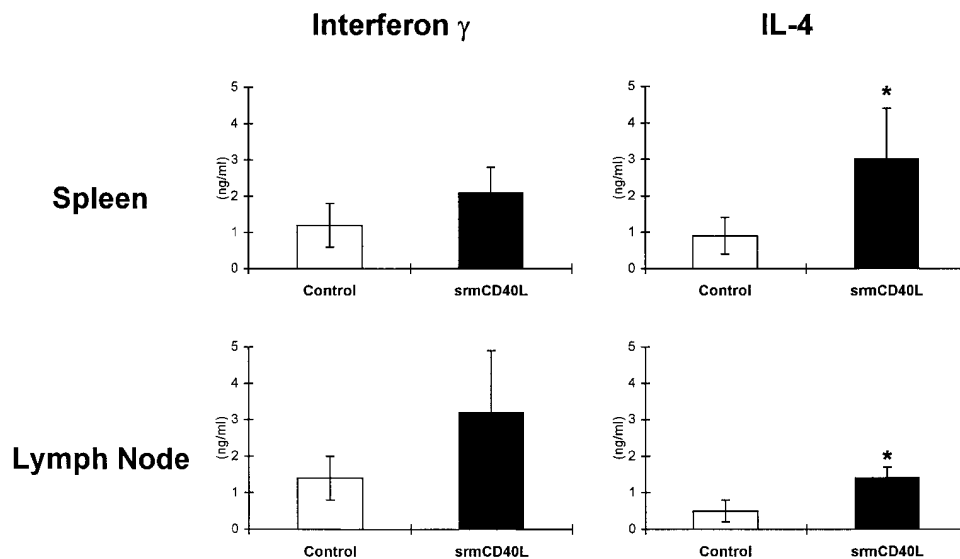 Interferon γ
IL-4
Spleen
5
4
3
2
1
0
(ng/ml)
Control
srmCD40L
5
4
3
2
1
0
(ng/ml)
*
Control
srmCD40L
Lymph Node
5
4
3
2
1
0
(ng/ml)
Control
srmCD40L
5
4
3
2
1
0
(ng/ml)
*
Control
srmCD40L